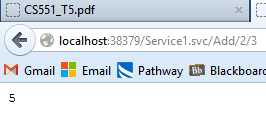 CS551_T5.pdf
localhost:38379/Service1.svc/Add/2/3
Gmail Email Pathway Blackboard
5